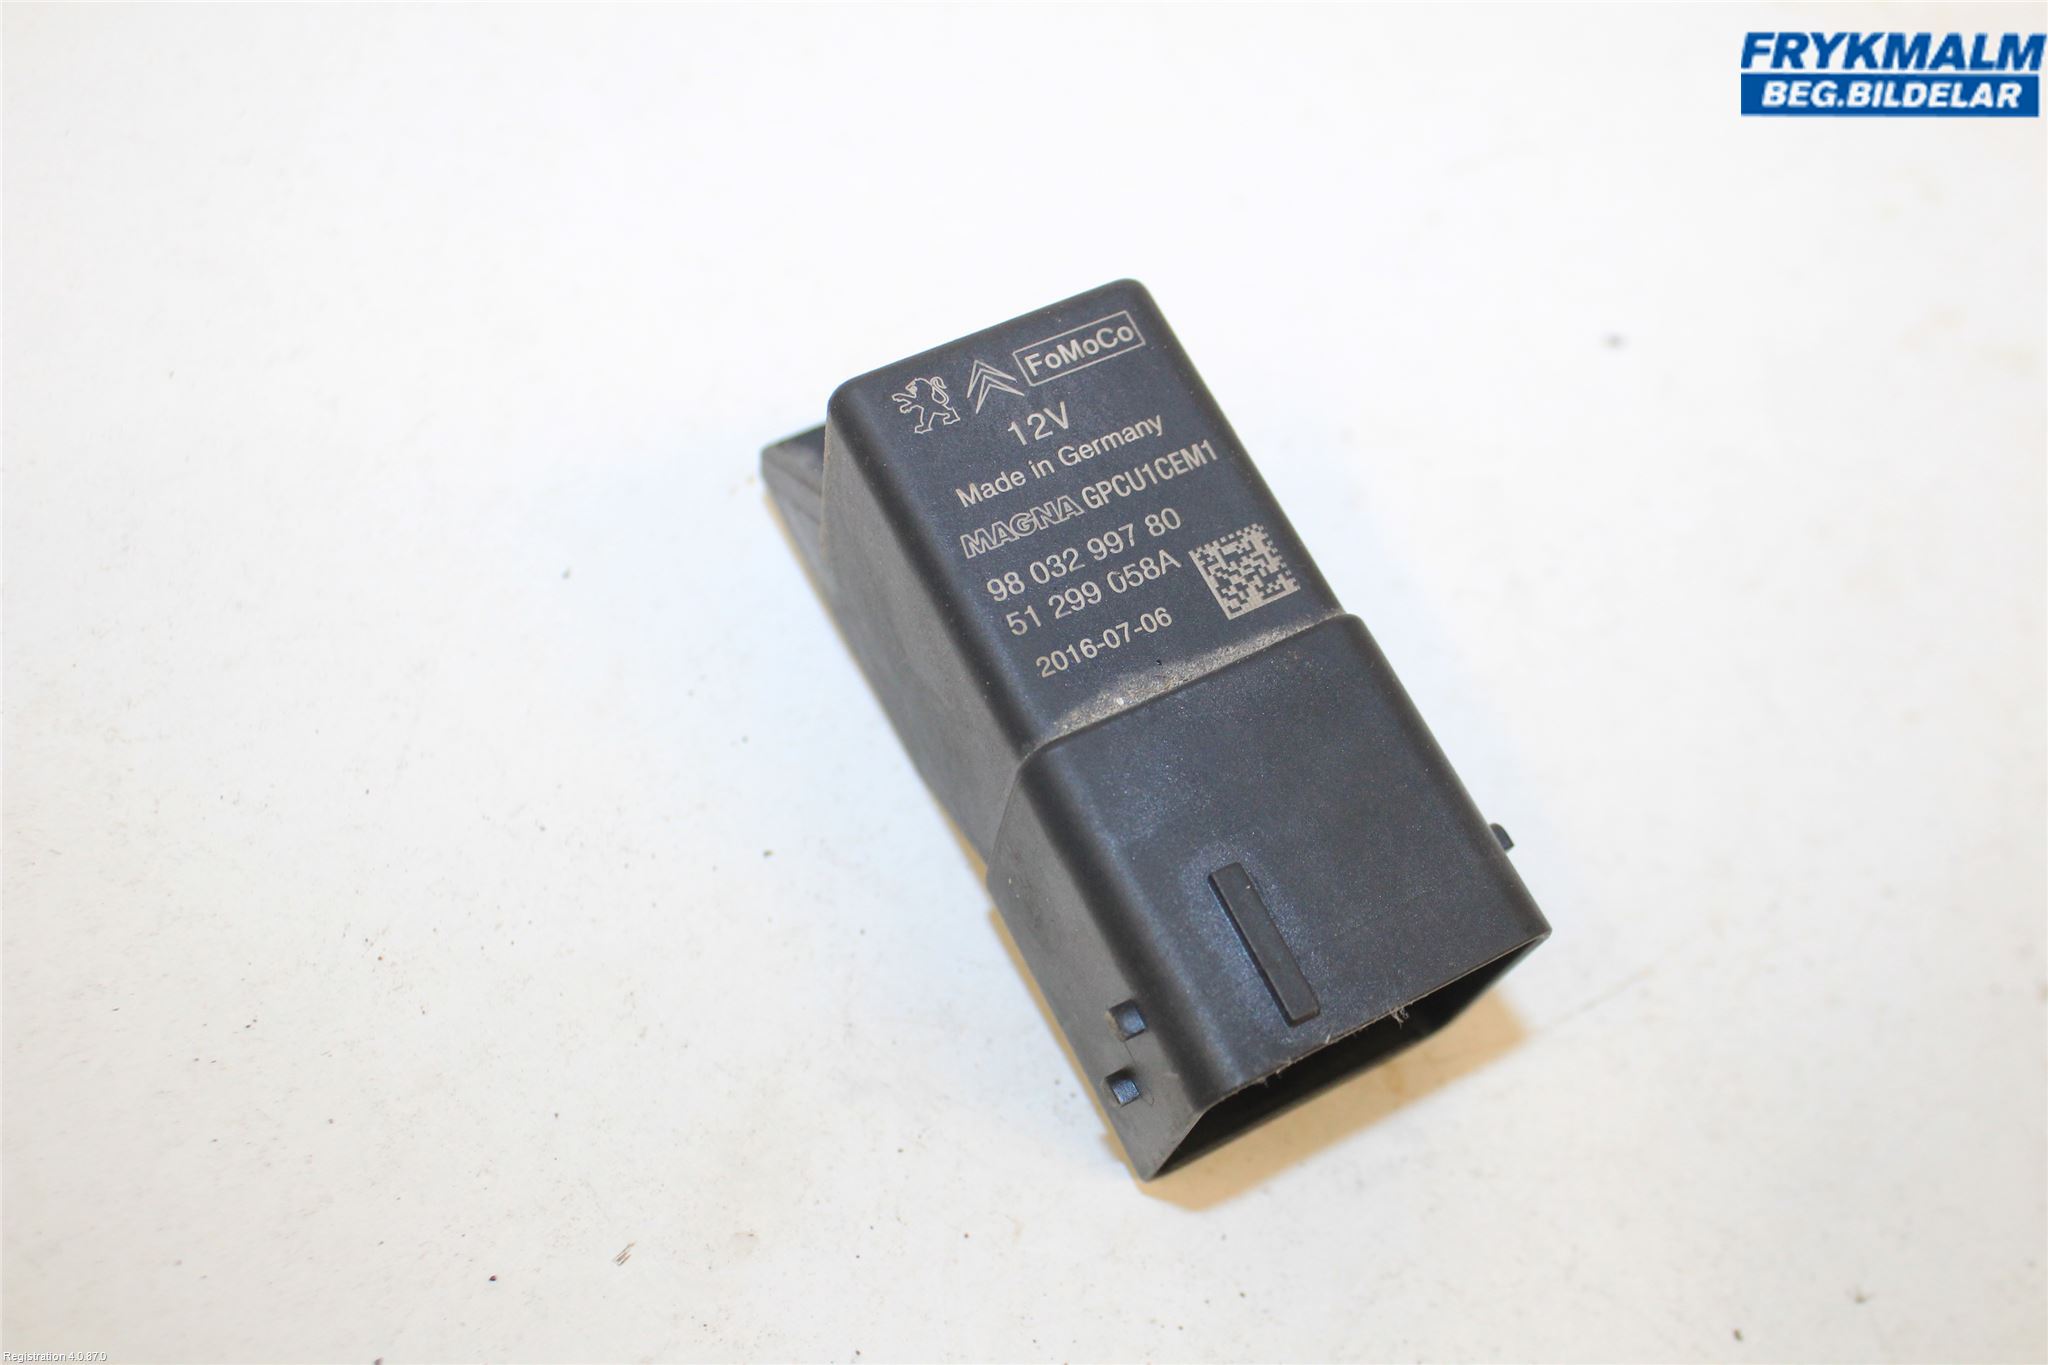 FRYKMALM
BEG.BILDELAR
FoMoCo
12V
Made in Germany
MAGNA GPCU1CEM1
98 032 997 80
51 299 058A
2016-07-06
Registration 4.0.87.0